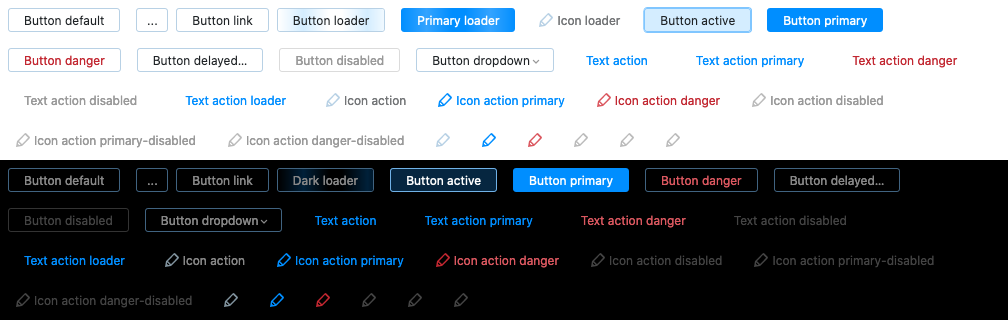 Button default ... Button link Button loader Primary loader Icon loader Button active Button primary
Button danger Button delayed... Button disabled Button dropdown Text action Text action primary Text action danger
Text action disabled Text action loader Icon action Icon action primary Icon action danger Icon action disabled
Icon action primary-disabled Icon action danger-disabled
Button default ... Button link Dark loader Button active Button primary Button danger Button delayed...
Button disabled Button dropdown Text action Text action primary Text action danger Text action disabled
Text action loader Icon action Icon action primary Icon action danger Icon action disabled Icon action primary-disabled
Icon action danger-disabled